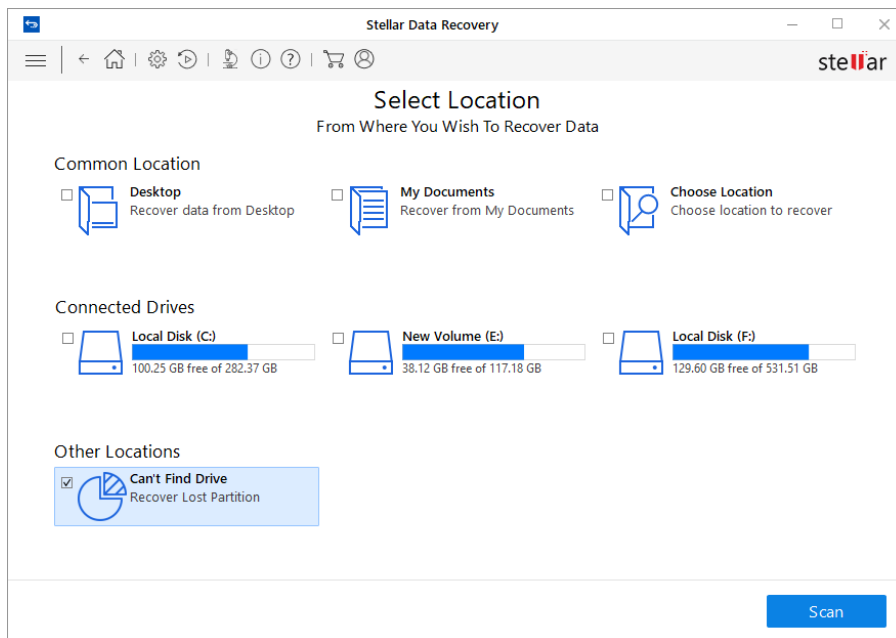 Stellar Data Recovery
stellar
Select Location
From Where You Wish To Recover Data
Common Location
Desktop
Recover data from Desktop
My Documents
Recover from My Documents
Choose Location
Choose location to recover
Connected Drives
Local Disk (C:)
100.25 GB free of 282.37 GB
New Volume (E:)
38.12 GB free of 117.18 GB
Local Disk (F:)
129.60 GB free of 531.51 GB
Other Locations
Can't Find Drive
Recover Lost Partition
Scan